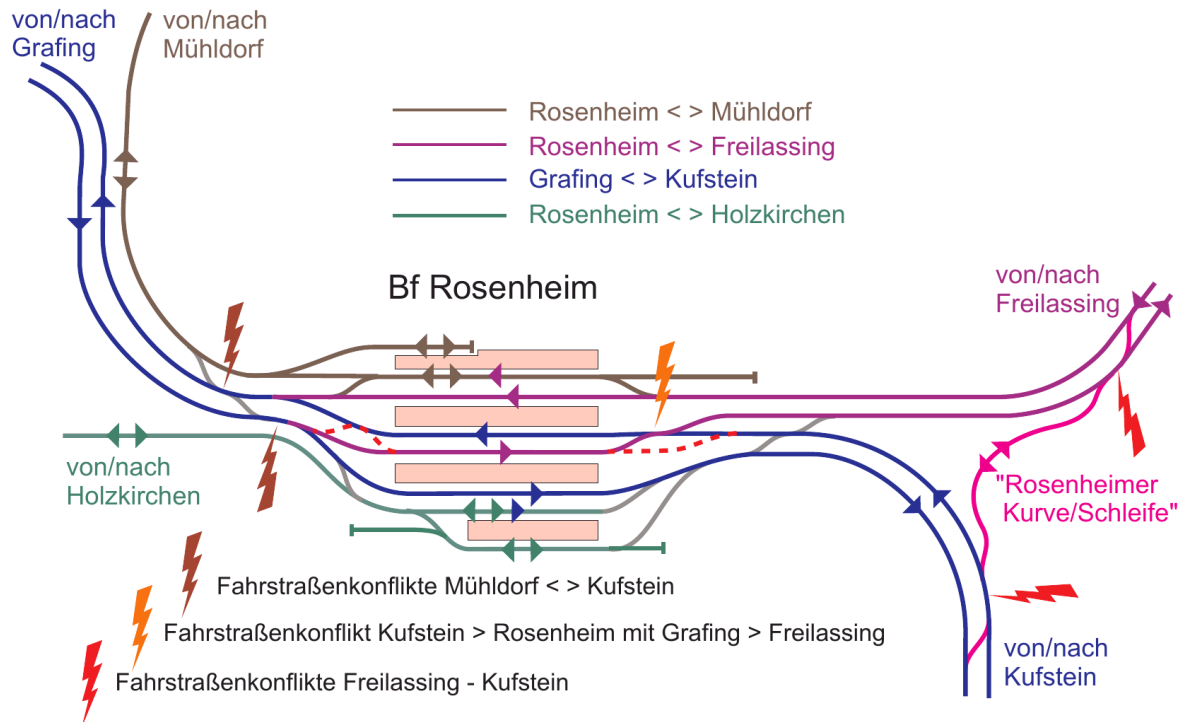 von/nach
Grafing
von/nach
Mühldorf
Rosenheim < > Mühldorf
Rosenheim < > Freilassing
Grafing < > Kufstein
Rosenheim < > Holzkirchen
Bf Rosenheim
von/nach
Freilassing
von/nach
Holzkirchen
"Rosenheimer
Kurve/Schleife"
Fahrstraßenkonflikte Mühldorf < > Kufstein
Fahrstraßenkonflikt Kufstein > Rosenheim mit Grafing > Freilassing
Fahrstraßenkonflikte Freilassing - Kufstein
von/nach
Kufstein